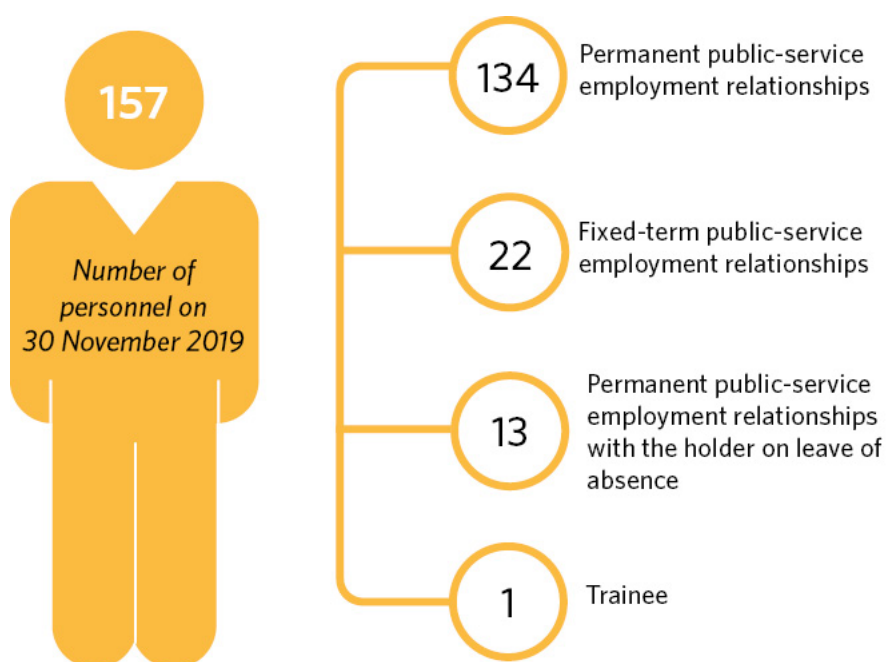 157
Number of
personnel on
30 November 2019
134
Permanent public-service
employment relationships
22
Fixed-term public-service
employment relationships
13
Permanent public-service
employment relationships
with the holder on leave of
absence
1
Trainee